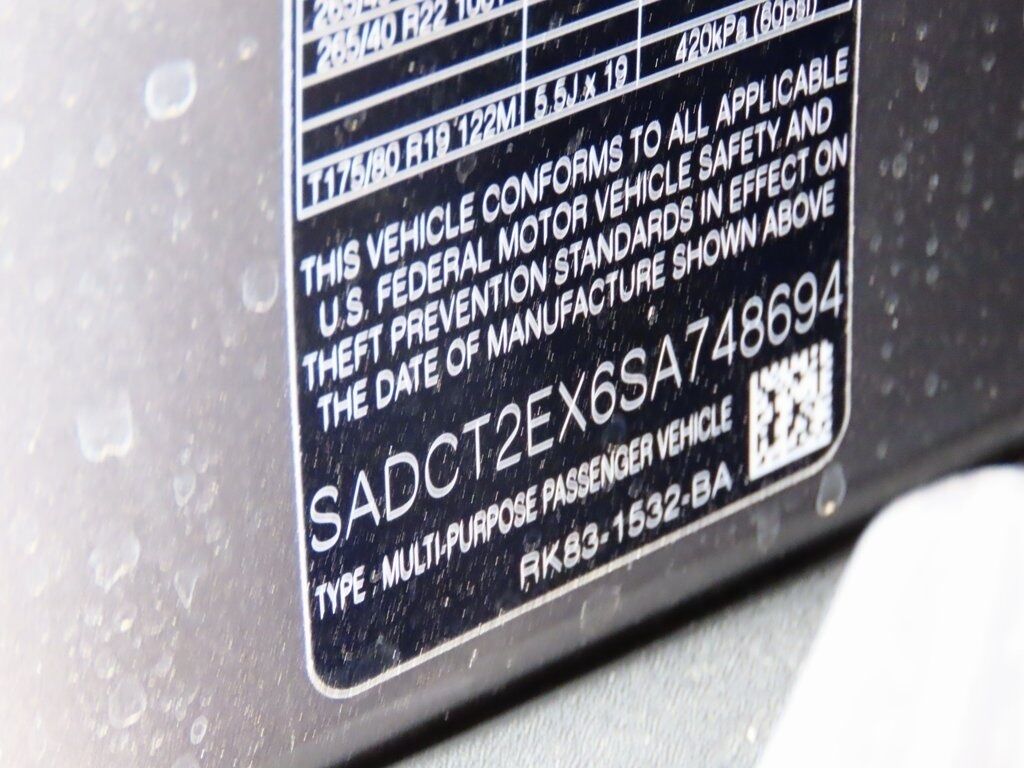 265/40 R22 106Y
420kPa (60psi)
T175/80 R19 122M 5.5J x 19
THIS VEHICLE CONFORMS TO ALL APPLICABLE
U.S. FEDERAL MOTOR VEHICLE SAFETY AND
THEFT PREVENTION STANDARDS IN EFFECT ON
THE DATE OF MANUFACTURE SHOWN ABOVE
SADCT2EX6SA748694
TYPE : MULTI-PURPOSE PASSENGER VEHICLE
RK83-1532-BA